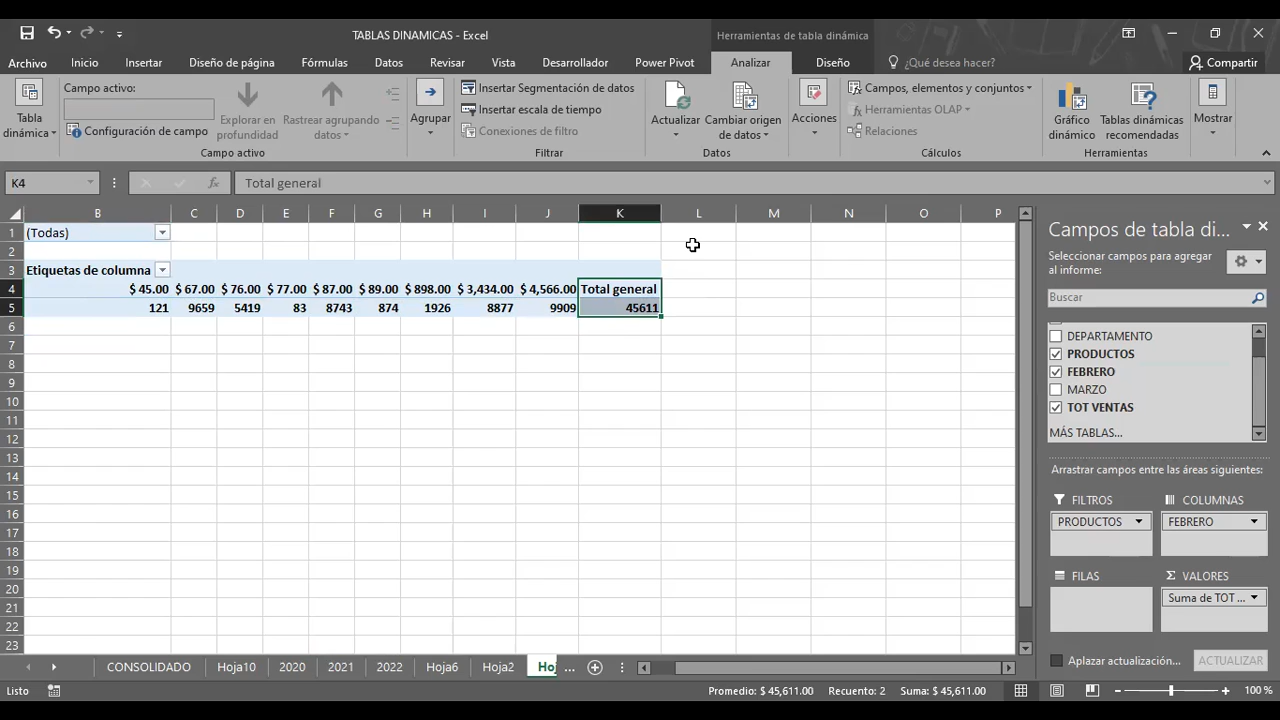 TABLAS DINAMICAS - Excel
Herramientas de tabla dinámica
Archivo Inicio Insertar Diseño de página Fórmulas Datos Revisar Vista Desarrollador Power Pivot Analizar Diseño ¿Qué desea hacer? Compartir
Tabla dinámica
Campo activo:
Configuración de campo
Explorar en profundidad
Rastrear agrupando datos
Campo activo
Agrupar
Insertar Segmentación de datos
Insertar escala de tiempo
Conexiones de filtro
Filtrar
Actualizar
Cambiar origen de datos
Datos
Acciones
Campos, elementos y conjuntos
Herramientas OLAP
Relaciones
Cálculos
Gráfico dinámico
Tablas dinámicas recomendadas
Herramientas
Mostrar
K4 fx Total general
B C D E F G H I J K L M N O P
1 (Todas)
2
3 Etiquetas de columna
4 $ 45.00 $ 67.00 $ 76.00 $ 77.00 $ 87.00 $ 89.00 $ 898.00 $ 3,434.00 $ 4,566.00 Total general
5 121 9659 5419 83 8743 874 1926 8877 9909 45611
6
7
8
9
10
11
12
13
14
15
16
17
18
19
20
21
22
23
Campos de tabla di...
Seleccionar campos para agregar al informe:
Buscar
DEPARTAMENTO
PRODUCTOS
FEBRERO
MARZO
TOT VENTAS
MÁS TABLAS...
Arrastrar campos entre las áreas siguientes:
FILTROS COLUMNAS
PRODUCTOS FEBRERO
FILAS Σ VALORES
Suma de TOT ...
Aplazar actualización... ACTUALIZAR
CONSOLIDADO Hoja10 2020 2021 2022 Hoja6 Hoja2 Hoj ...
Listo Promedio: $ 45,611.00 Recuento: 2 Suma: $ 45,611.00 100 %